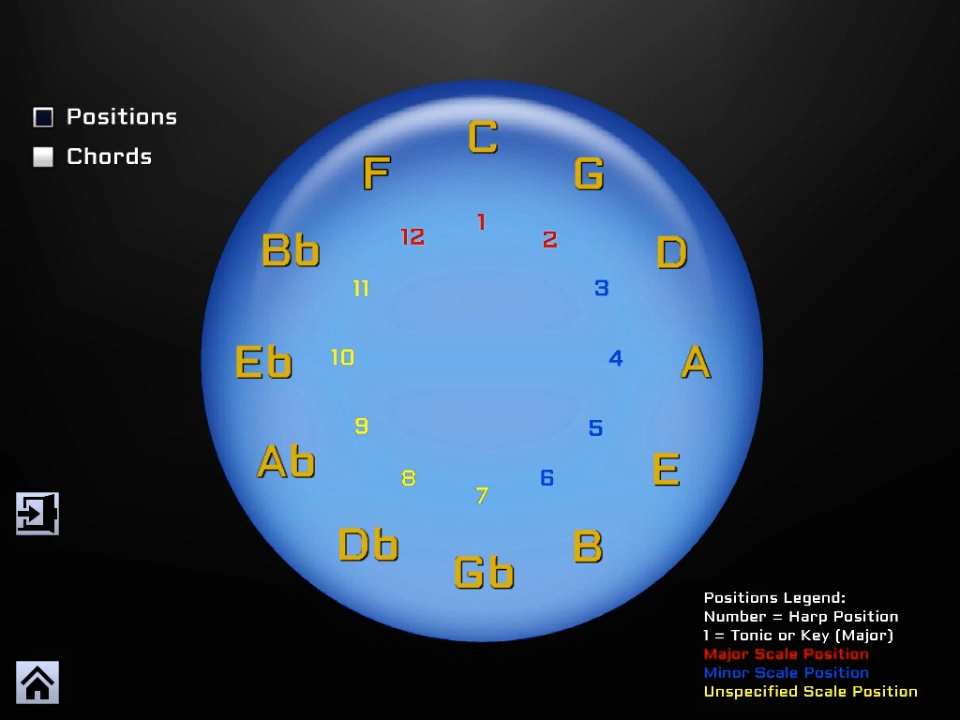 Positions
Chords
C
F
G
Bb
D
12
1
2
11
3
Eb
10
4
A
9
5
Ab
E
8
7
6
Db
Gb
B
Positions Legend:
Number = Harp Position
1 = Tonic or Key (Major)
Major Scale Position
Minor Scale Position
Unspecified Scale Position